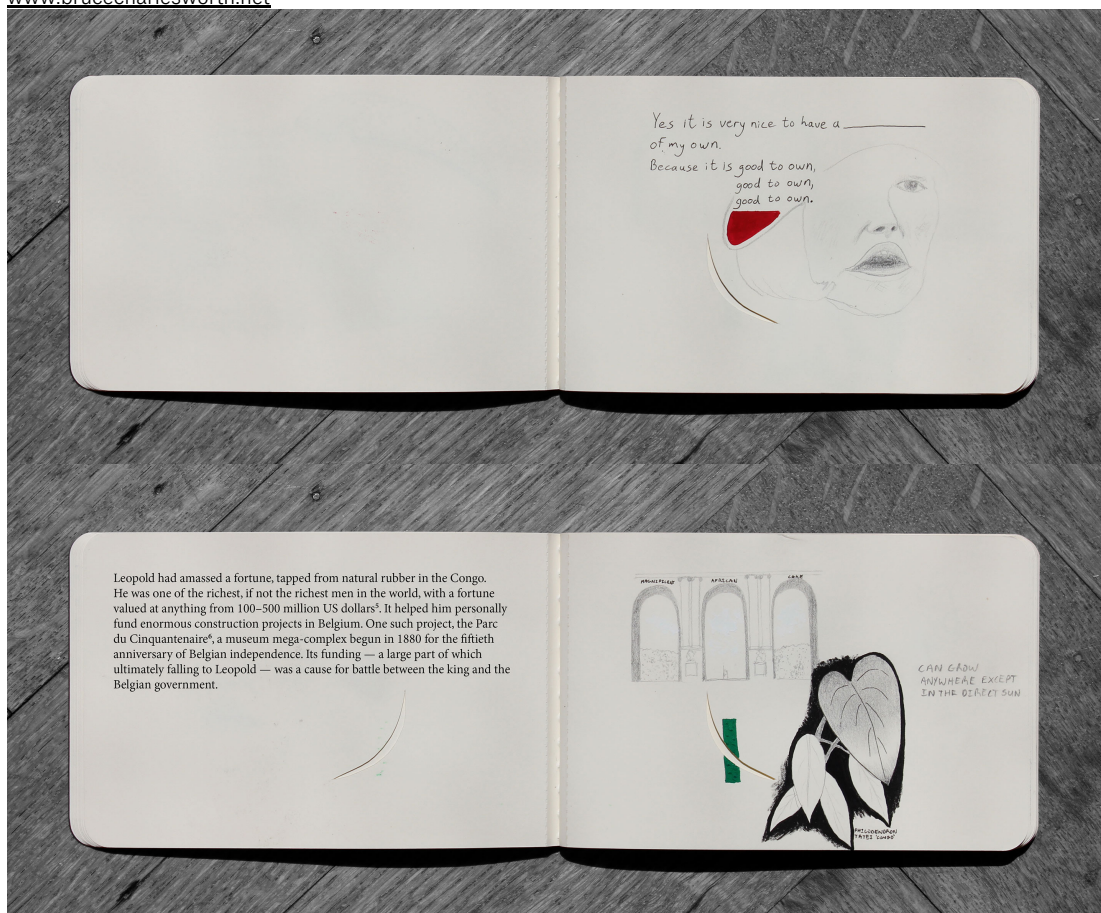 www.brucecharlesworth.net
Yes it is very nice to have a ________
of my own.
Because it is good to own,
good to own,
good to own.
Leopold had amassed a fortune, tapped from natural rubber in the Congo.
He was one of the richest, if not the richest men in the world, with a fortune
valued at anything from 100–500 million US dollars⁵. It helped him personally
fund enormous construction projects in Belgium. One such project, the Parc
du Cinquantenaire⁶, a museum mega-complex begun in 1880 for the fiftieth
anniversary of Belgian independence. Its funding — a large part of which
ultimately falling to Leopold — was a cause for battle between the king and the
Belgian government.
MAGNIFICENT AFRICAN CAKE
CAN GROW
ANYWHERE EXCEPT
IN THE DIRECT SUN
PHILODENDRON
'CONGO'